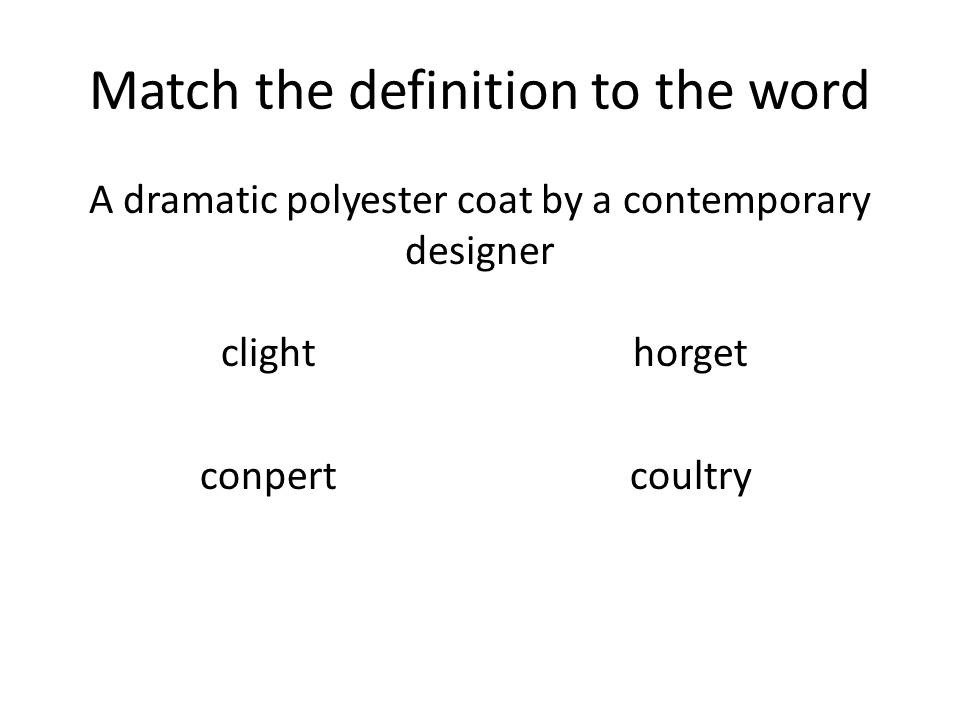 Match the definition to the word
A dramatic polyester coat by a contemporary
designer
clight horget
conpert coultry